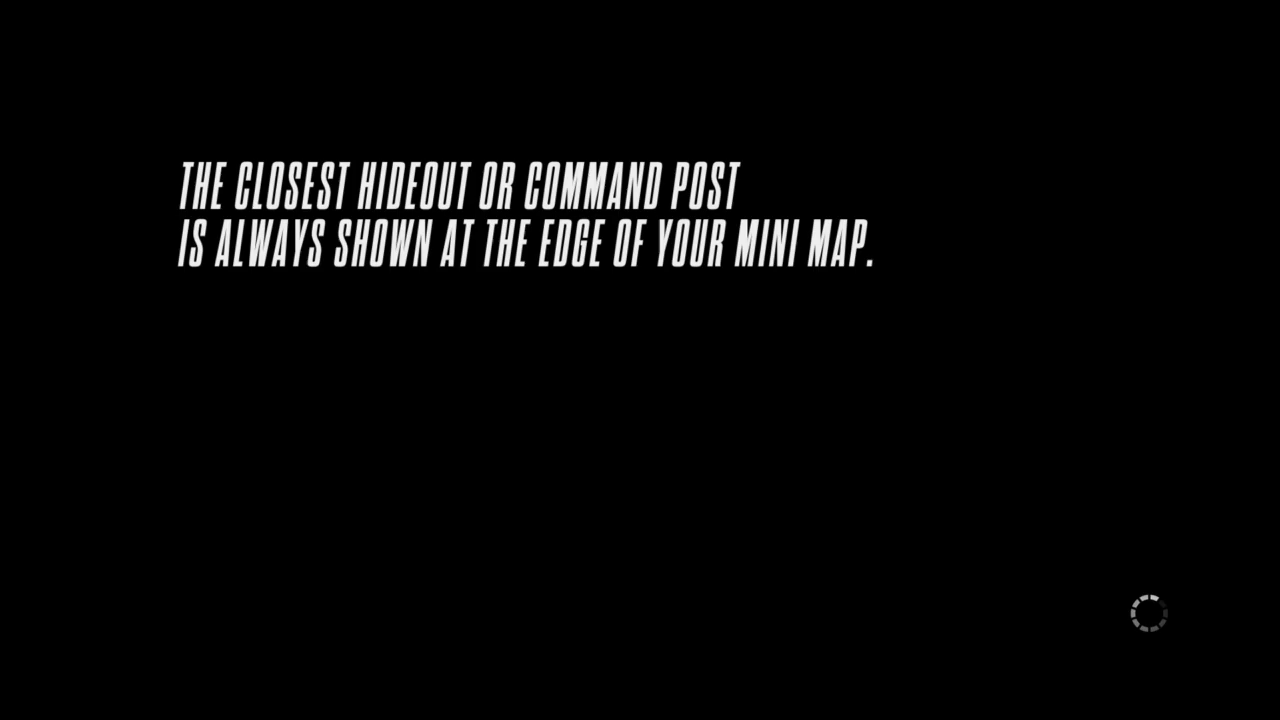 THE CLOSEST HIDEOUT OR COMMAND POST
IS ALWAYS SHOWN AT THE EDGE OF YOUR MINI MAP.